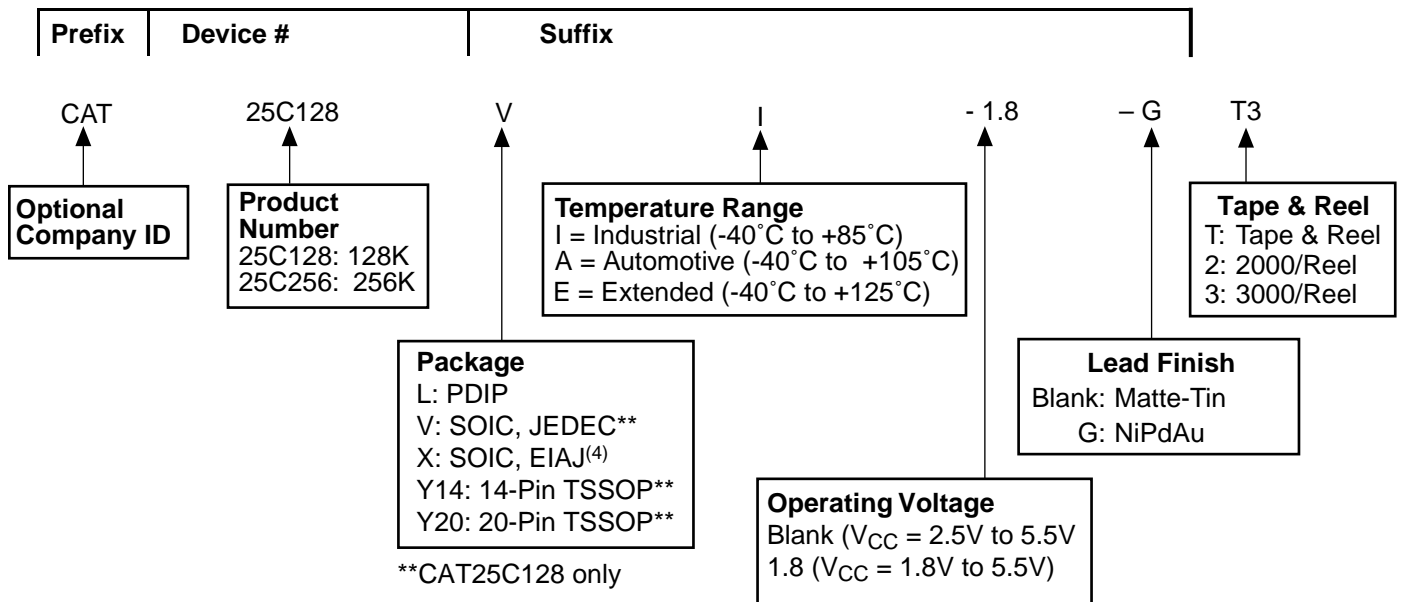 Prefix Device # Suffix
CAT 25C128 V I - 1.8 – G T3
Optional
Company ID
Product
Number
25C128: 128K
25C256: 256K
Temperature Range
I = Industrial (-40˚C to +85˚C)
A = Automotive (-40˚C to +105˚C)
E = Extended (-40˚C to +125˚C)
Tape & Reel
T: Tape & Reel
2: 2000/Reel
3: 3000/Reel
Package
L: PDIP
V: SOIC, JEDEC**
X: SOIC, EIAJ(4)
Y14: 14-Pin TSSOP**
Y20: 20-Pin TSSOP**
**CAT25C128 only
Lead Finish
Blank: Matte-Tin
G: NiPdAu
Operating Voltage
Blank (VCC = 2.5V to 5.5V
1.8 (VCC = 1.8V to 5.5V)